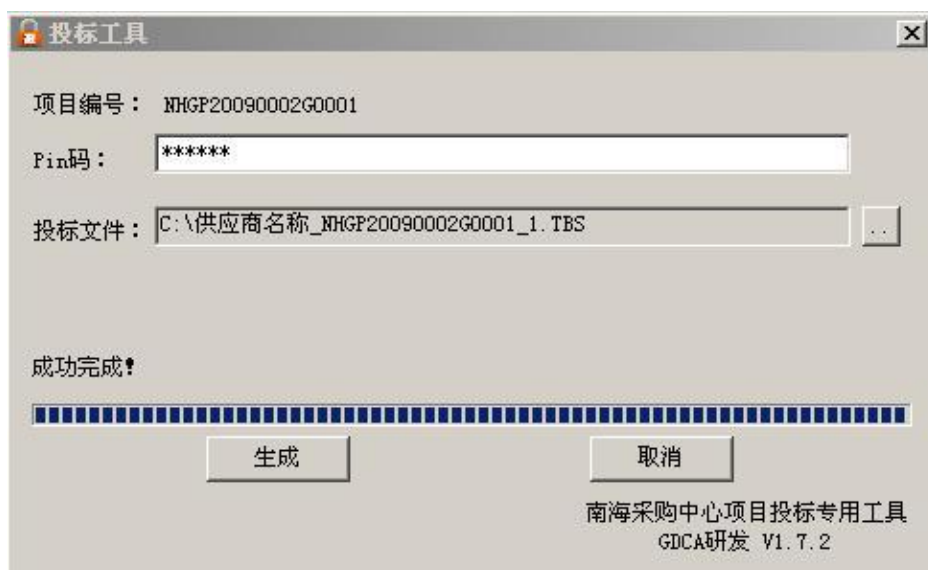 投标工具
项目编号： NHGP20090002G0001
Pin码： ******
投标文件： C:\供应商名称_NHGP20090002G0001_1.TBS ..
成功完成!
生成 取消
南海采购中心项目投标专用工具
GDCA研发 V1.7.2